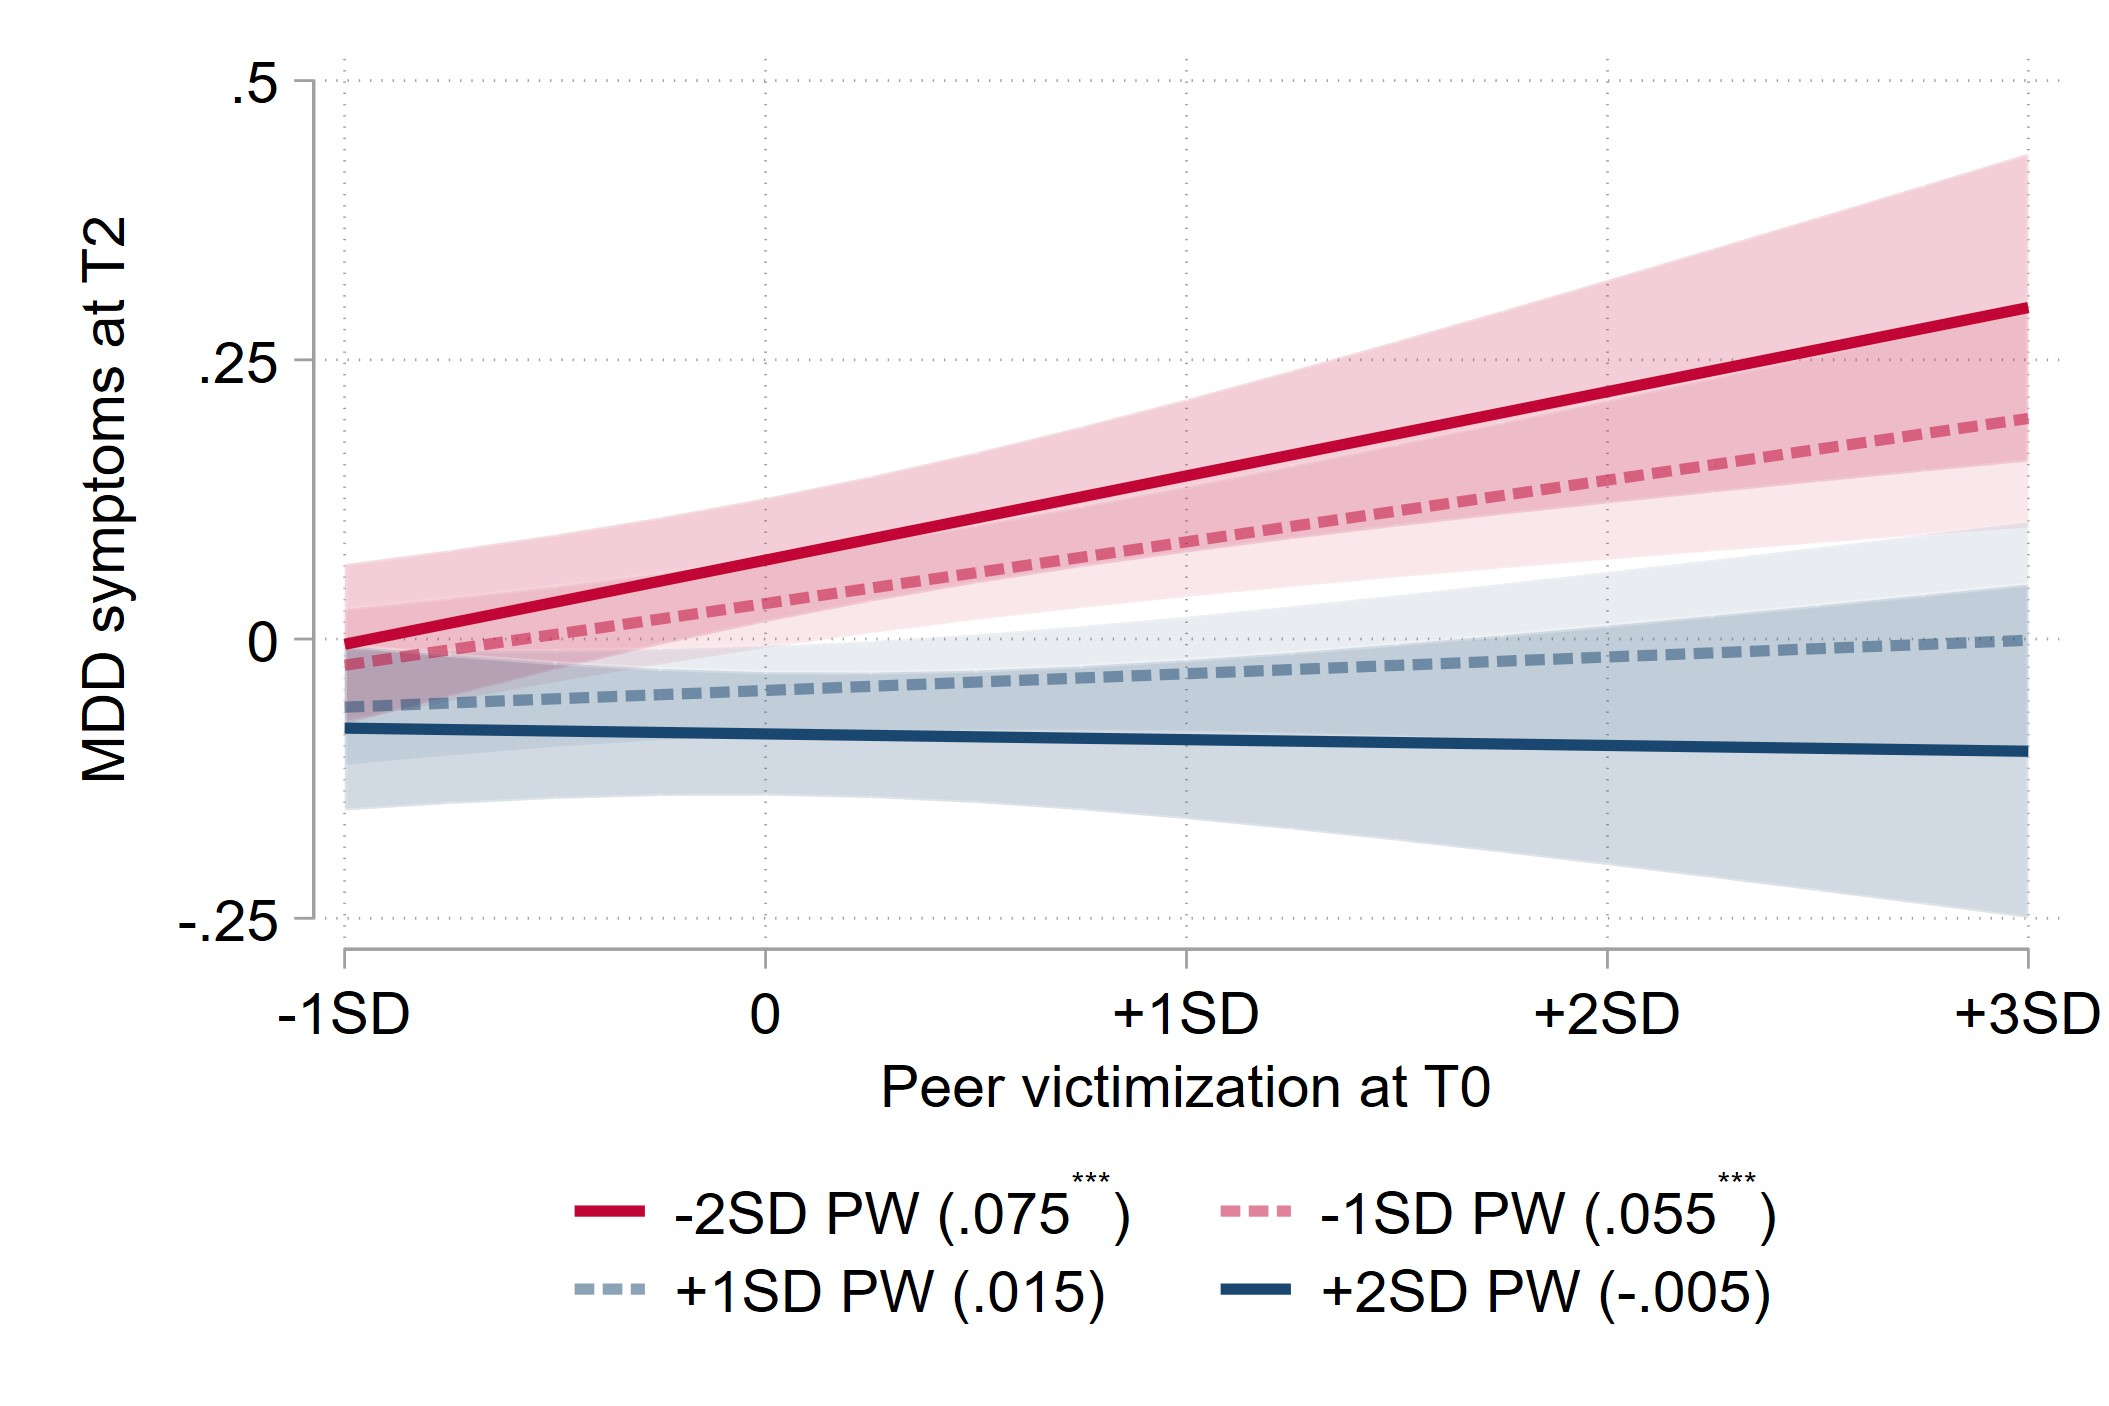 .5
.25
0
-.25
MDD symptoms at T2
-1SD 0 +1SD +2SD +3SD
Peer victimization at T0
-2SD PW (.075***) -1SD PW (.055***)
+1SD PW (.015) +2SD PW (-.005)